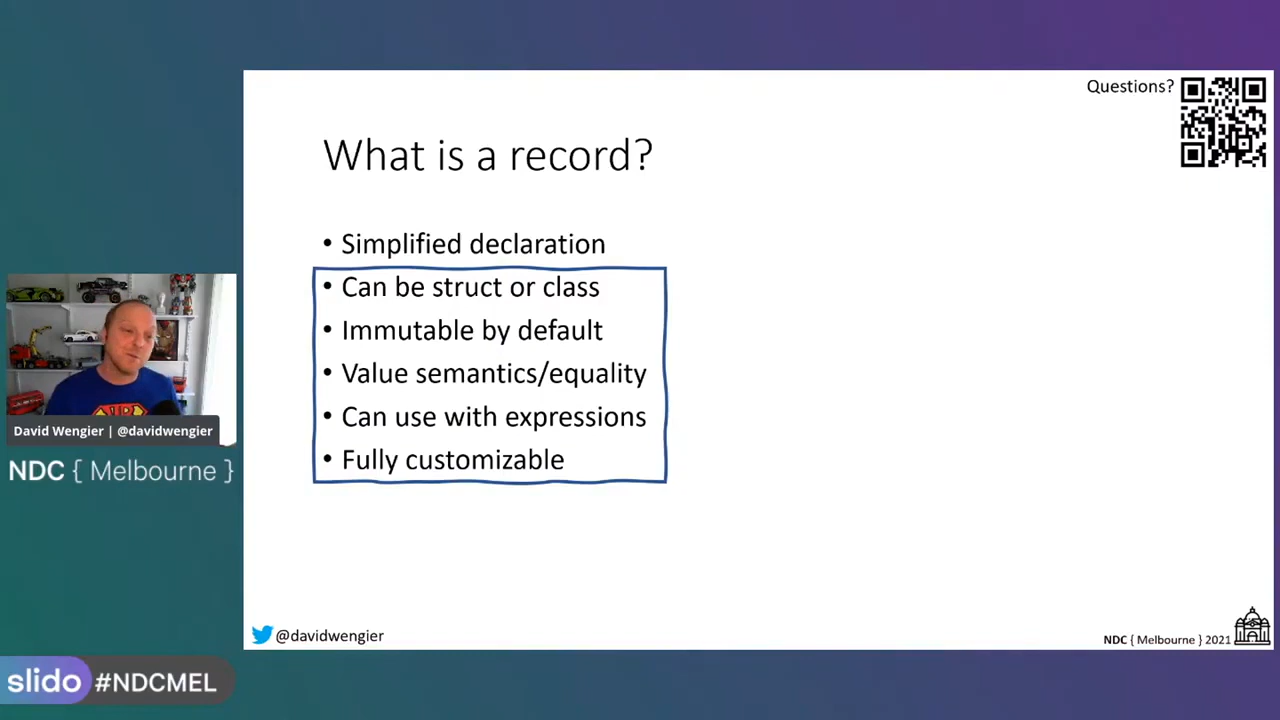 Questions?
What is a record?
• Simplified declaration
• Can be struct or class
• Immutable by default
• Value semantics/equality
• Can use with expressions
• Fully customizable
David Wengier | @davidwengier
NDC { Melbourne }
@davidwengier
NDC { Melbourne } 2021
slido #NDCMEL